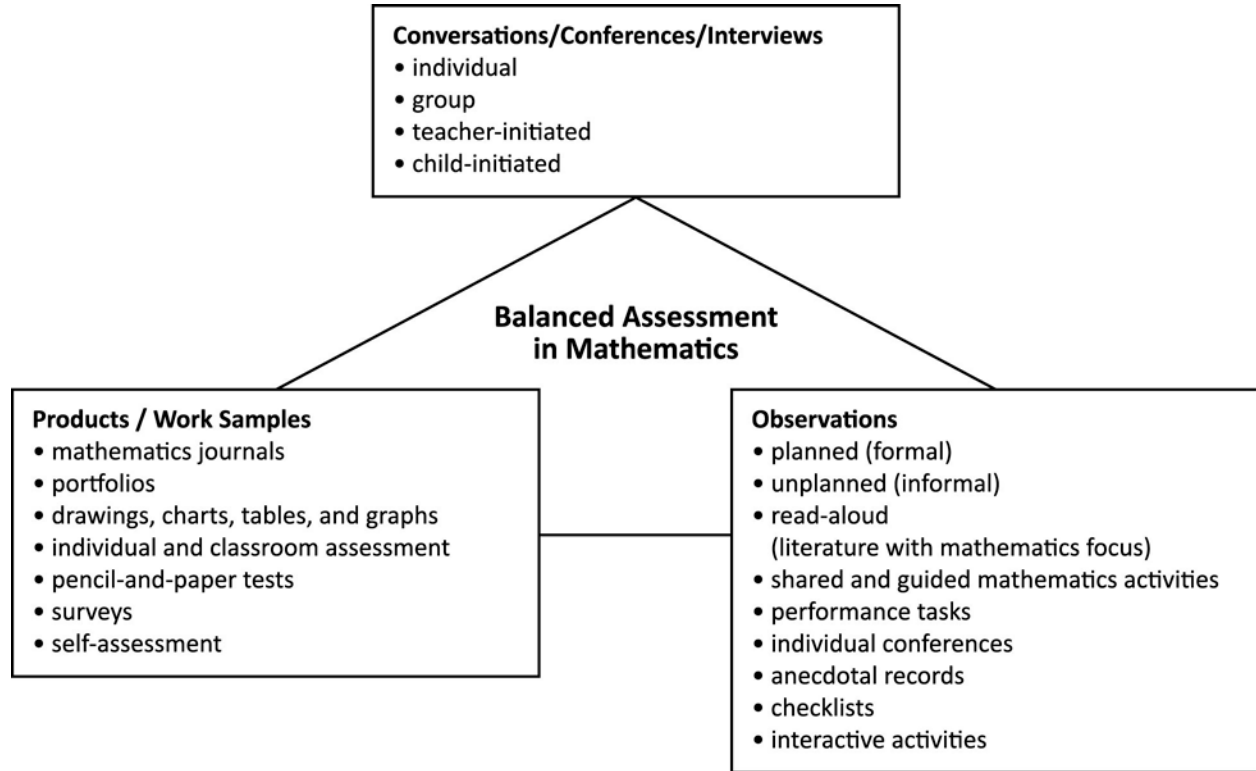 Conversations/Conferences/Interviews
• individual
• group
• teacher-initiated
• child-initiated
Balanced Assessment
in Mathematics
Products / Work Samples
• mathematics journals
• portfolios
• drawings, charts, tables, and graphs
• individual and classroom assessment
• pencil-and-paper tests
• surveys
• self-assessment
Observations
• planned (formal)
• unplanned (informal)
• read-aloud
(literature with mathematics focus)
• shared and guided mathematics activities
• performance tasks
• individual conferences
• anecdotal records
• checklists
• interactive activities